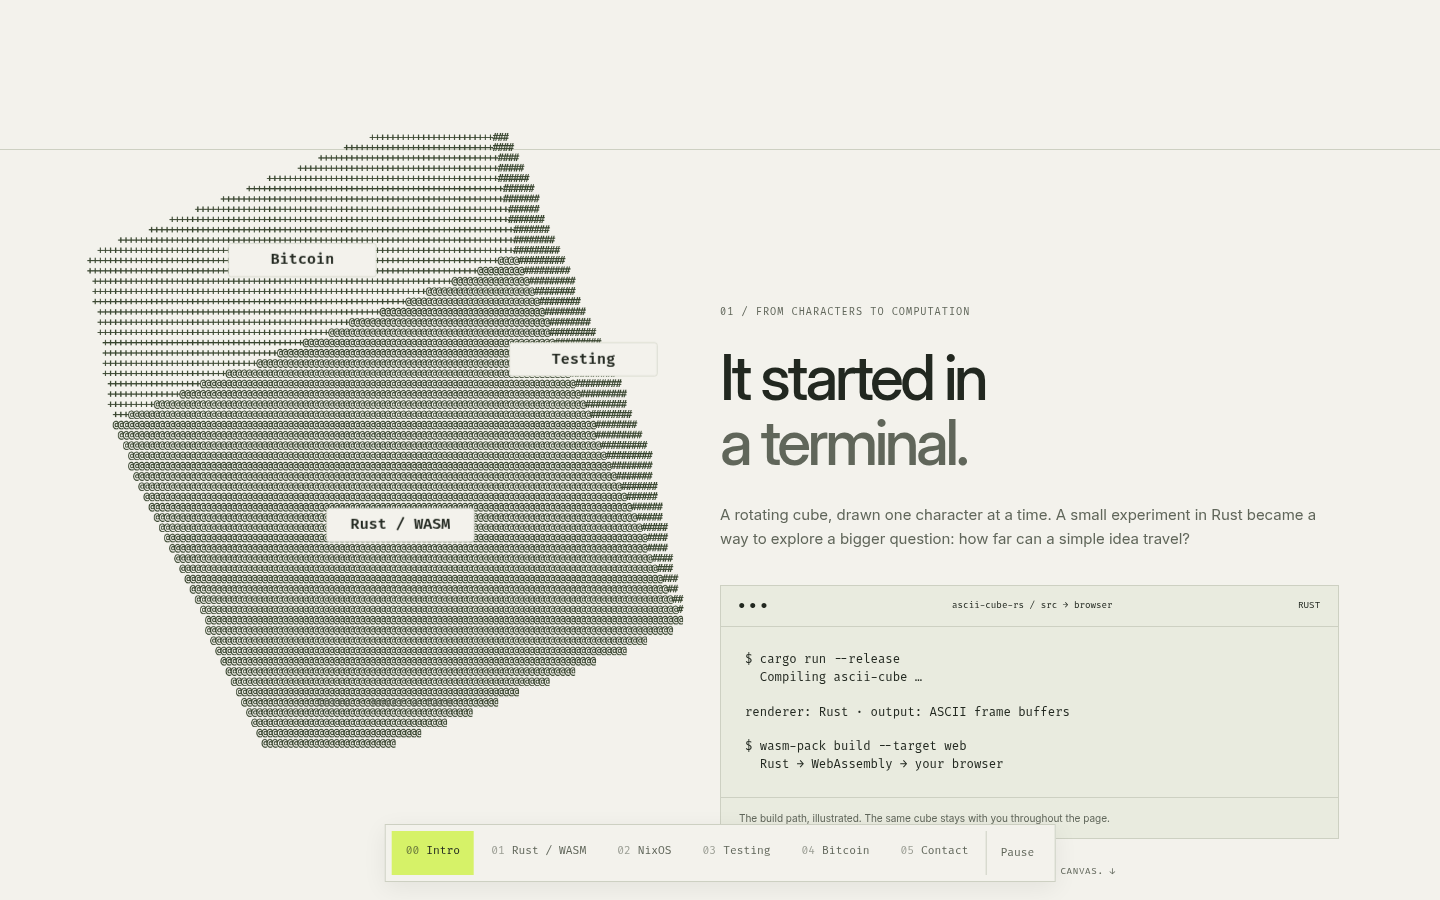 Bitcoin
Testing
Rust / WASM
01 / FROM CHARACTERS TO COMPUTATION
It started in
a terminal.
A rotating cube, drawn one character at a time. A small experiment in Rust became a
way to explore a bigger question: how far can a simple idea travel?
ascii-cube-rs / src → browser
RUST
$ cargo run --release
Compiling ascii-cube …
renderer: Rust · output: ASCII frame buffers
$ wasm-pack build --target web
Rust → WebAssembly → your browser
The build path, illustrated. The same cube stays with you throughout the page.
00 Intro
01 Rust / WASM
02 NixOS
03 Testing
04 Bitcoin
05 Contact
Pause
CANVAS. ↓